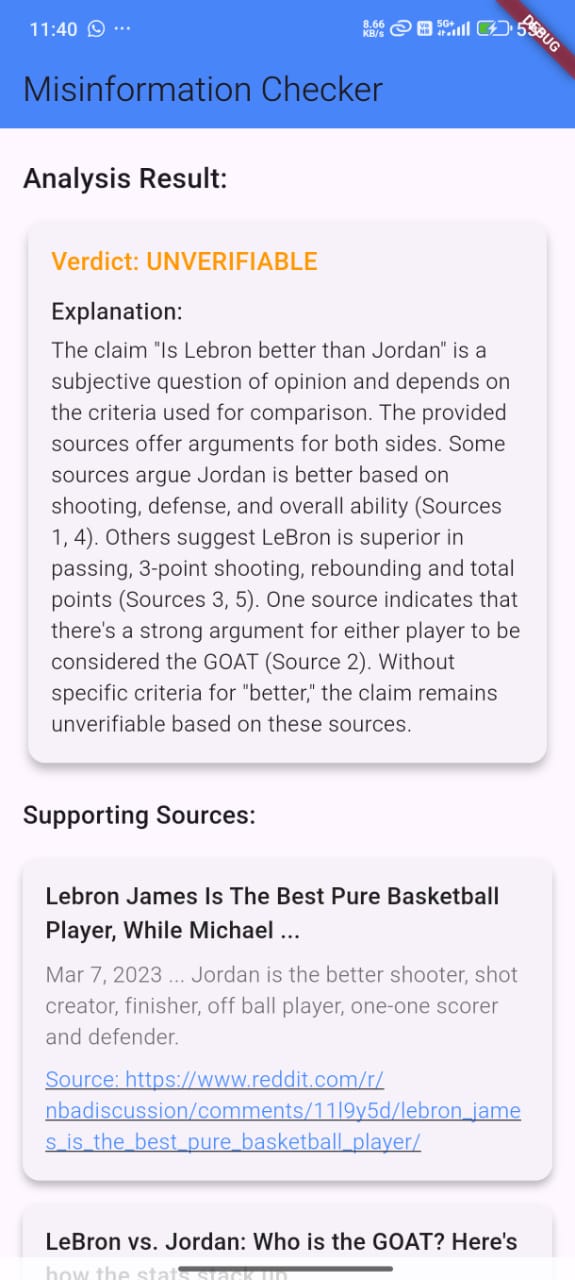 11:40
8.66
KB/s
5G+
DEBUG
Misinformation Checker
Analysis Result:
Verdict: UNVERIFIABLE
Explanation:
The claim "Is Lebron better than Jordan" is a
subjective question of opinion and depends on
the criteria used for comparison. The provided
sources offer arguments for both sides. Some
sources argue Jordan is better based on
shooting, defense, and overall ability (Sources
1, 4). Others suggest LeBron is superior in
passing, 3-point shooting, rebounding and total
points (Sources 3, 5). One source indicates that
there's a strong argument for either player to be
considered the GOAT (Source 2). Without
specific criteria for "better," the claim remains
unverifiable based on these sources.
Supporting Sources:
Lebron James Is The Best Pure Basketball
Player, While Michael ...
Mar 7, 2023 ... Jordan is the better shooter, shot
creator, finisher, off ball player, one-one scorer
and defender.
Source: https://www.reddit.com/r/
nbadiscussion/comments/11l9y5d/lebron_jame
s_is_the_best_pure_basketball_player/
LeBron vs. Jordan: Who is the GOAT? Here's
how the stats stack up